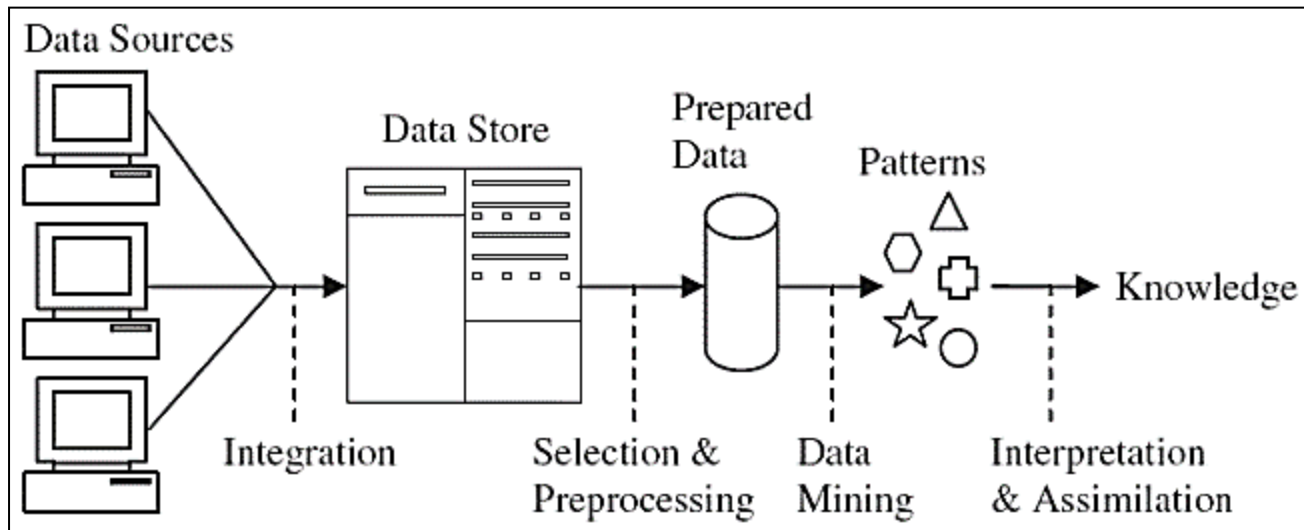 Data Sources
Data Store
Prepared
Data
Patterns
Knowledge
Integration
Selection &
Preprocessing
Data
Mining
Interpretation
& Assimilation